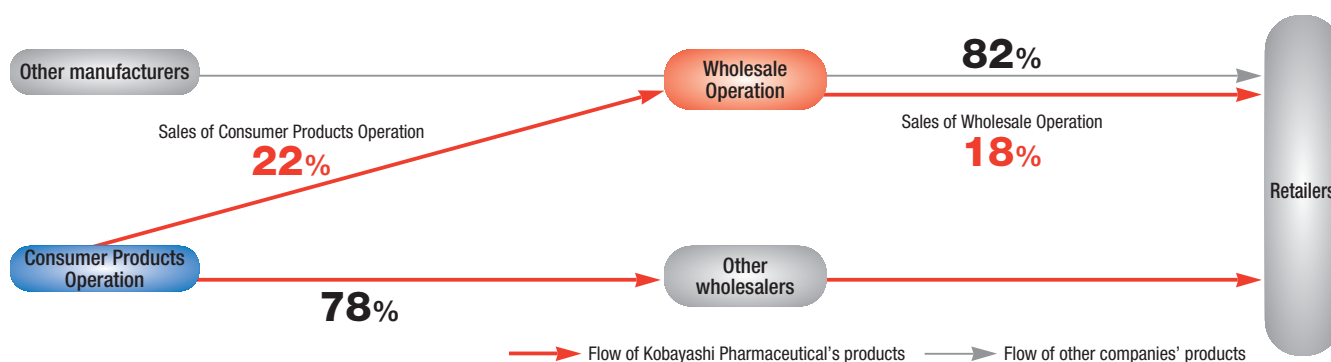 Other manufacturers
Wholesale
Operation
82%
Sales of Consumer Products Operation
22%
Sales of Wholesale Operation
18%
Retailers
Consumer Products
Operation
78%
Other
wholesalers
Flow of Kobayashi Pharmaceutical's products
Flow of other companies' products